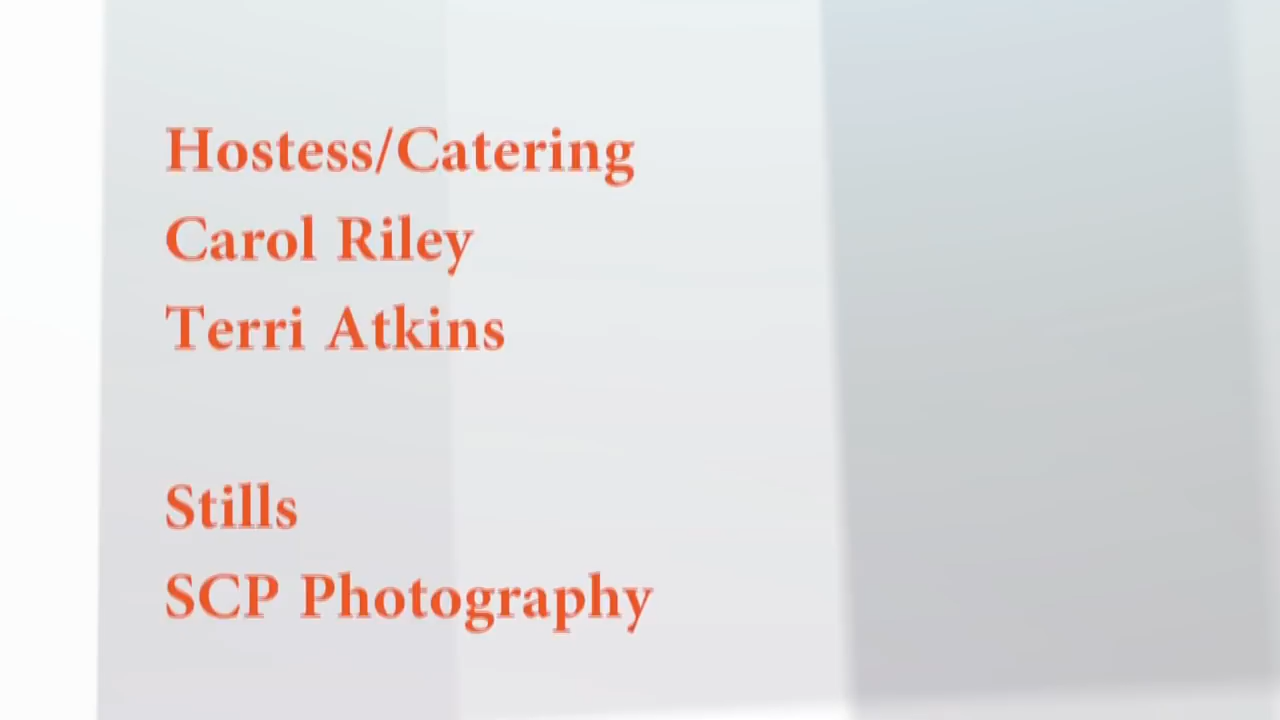 Hostess/Catering
Carol Riley
Terri Atkins
Stills
SCP Photography